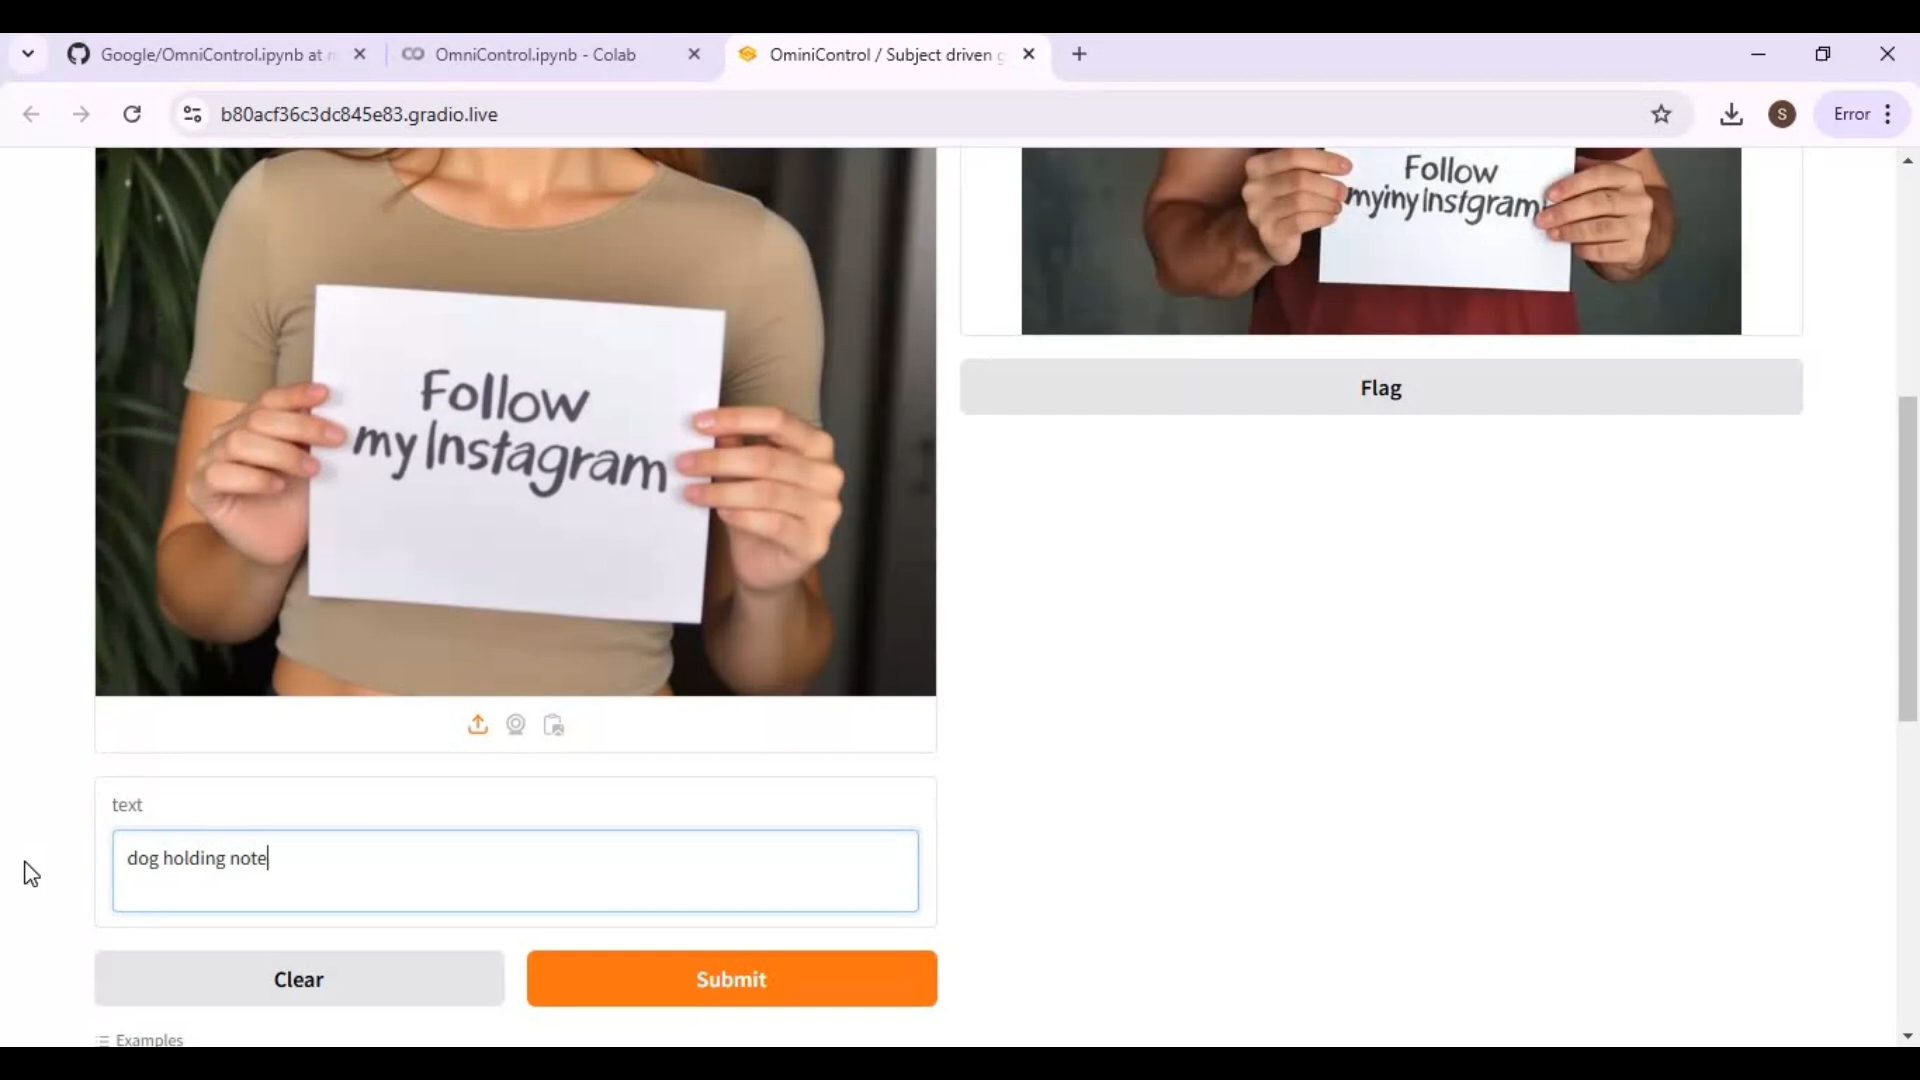 Google/OmniControl.ipynb at m
OmniControl.ipynb - Colab
OminiControl / Subject driven g
b80acf36c3dc845e83.gradio.live
S
Error
Follow
my Instagram
Follow
myiny Instgram
Flag
text
dog holding note
Clear
Submit
Examples